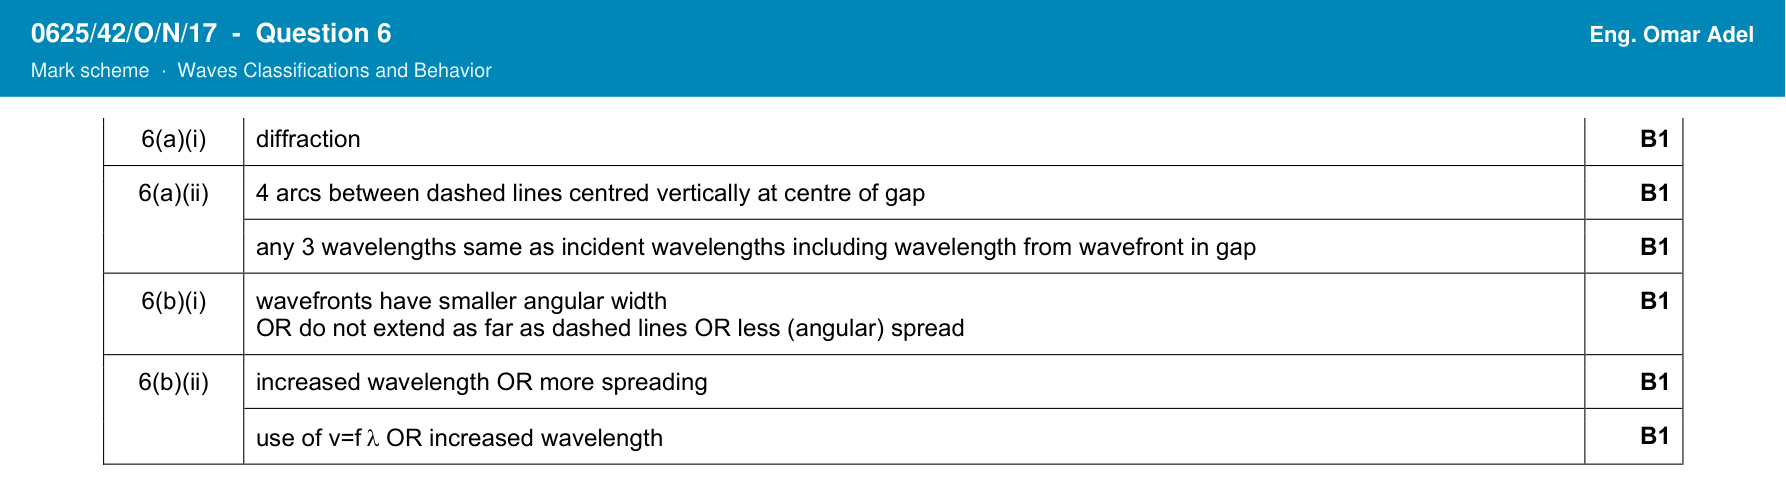 0625/42/O/N/17 - Question 6
Eng. Omar Adel
Mark scheme · Waves Classifications and Behavior
6(a)(i) diffraction B1
6(a)(ii) 4 arcs between dashed lines centred vertically at centre of gap B1
any 3 wavelengths same as incident wavelengths including wavelength from wavefront in gap B1
6(b)(i) wavefronts have smaller angular width B1
OR do not extend as far as dashed lines OR less (angular) spread
6(b)(ii) increased wavelength OR more spreading B1
use of v=f λ OR increased wavelength B1